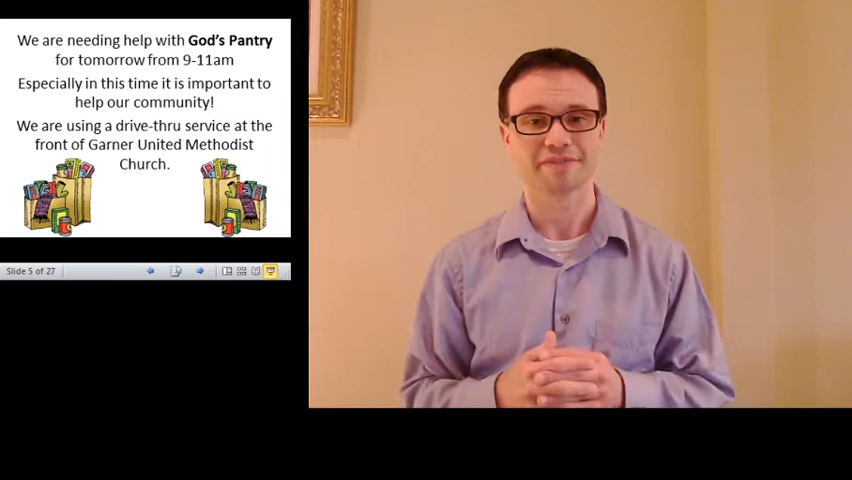 We are needing help with God's Pantry
for tomorrow from 9-11am
Especially in this time it is important to
help our community!
We are using a drive-thru service at the
front of Garner United Methodist
Church.
Slide 5 of 27